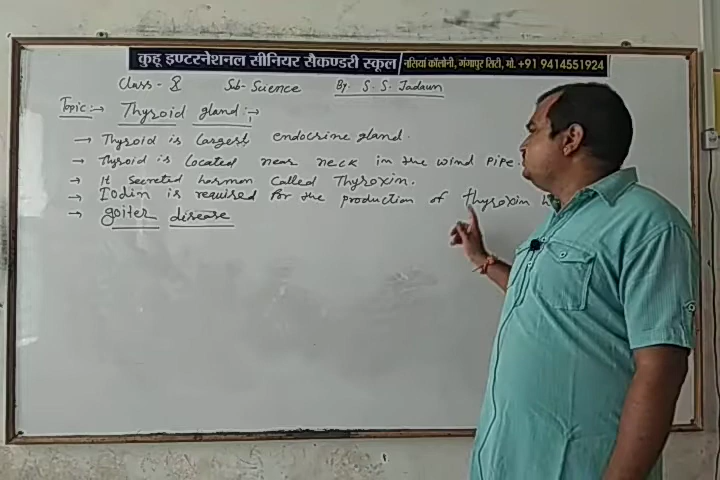 कुहू इण्टरनेशनल सीनियर सैकण्डरी स्कूल नसियां कॉलोनी, गंगापुर सिटी, मो. +91 9414551924
Class - 8 Sub- Science By. S. S. Jadaun
Topic:→ Thyroid gland:→
→ Thyroid is Largest endocrine gland.
→ Thyroid is Located near neck in the wind pipe.
→ It Secreted harmon Called Thyroxin.
→ Iodin is required for the production of thyroxin
→ goiter disease